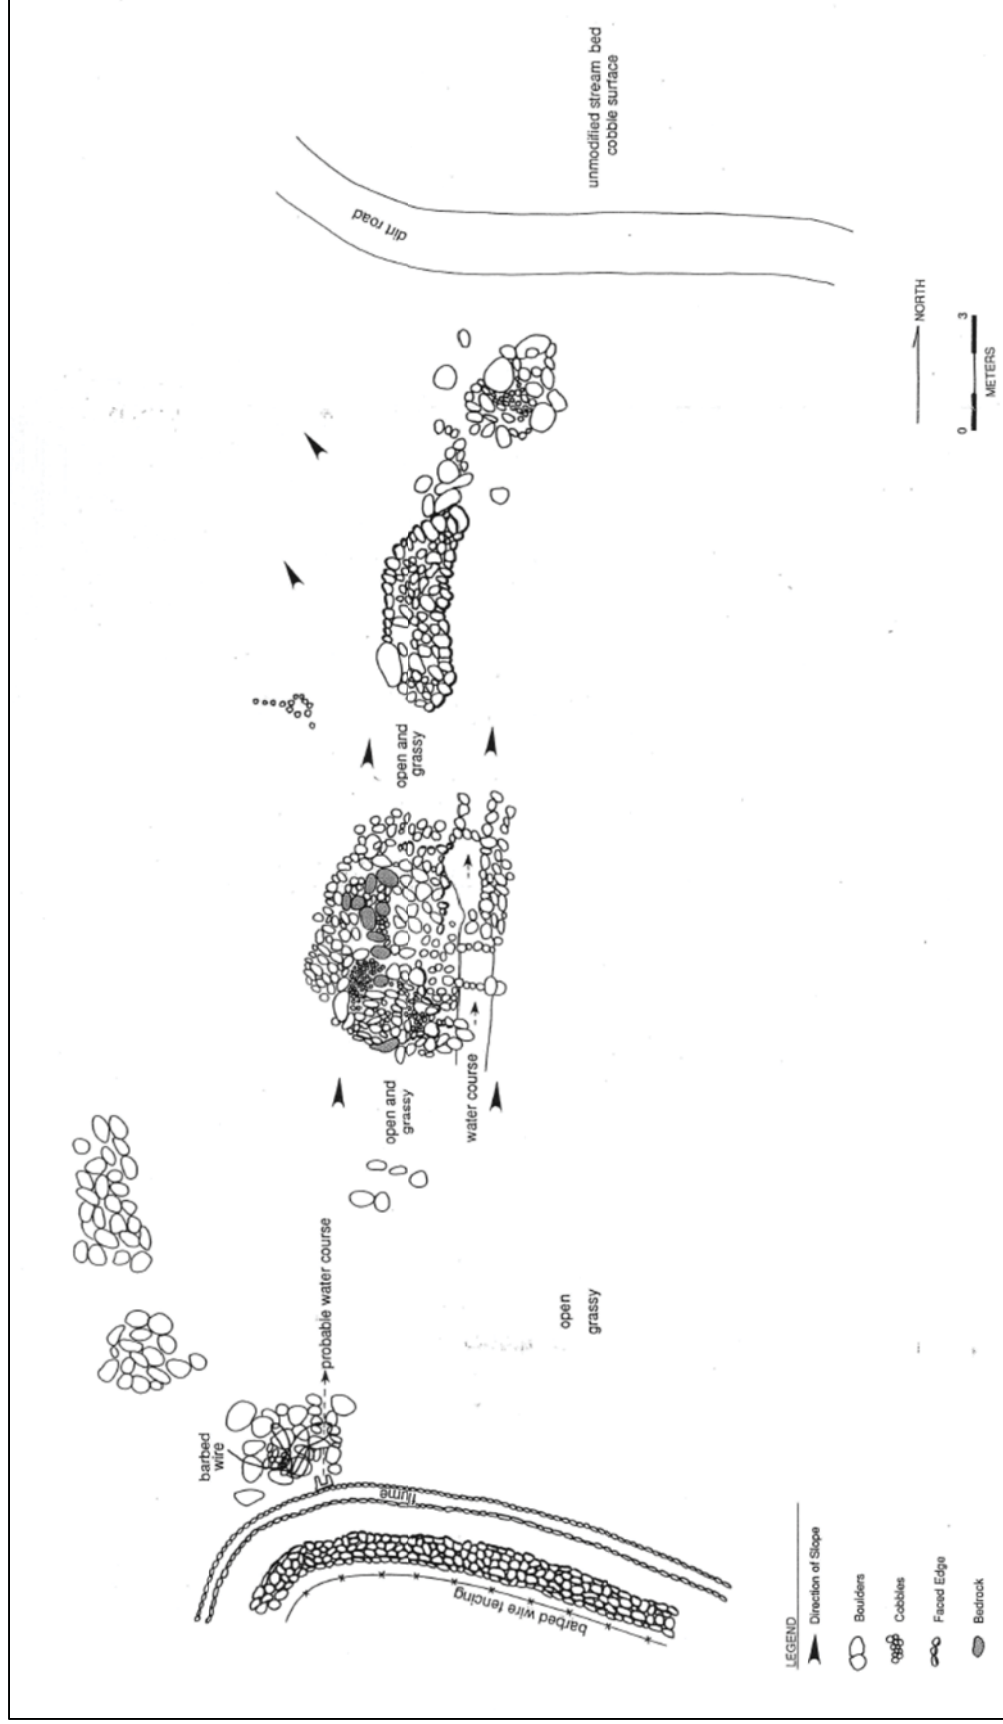 unmodified stream bed
cobble surface
dirt road
NORTH
0 3
METERS
open and
grassy
open and
grassy
water course
probable water course
open
grassy
barbed
wire
flume
barbed wire fencing
LEGEND
Direction of Slope
Boulders
Cobbles
Faced Edge
Bedrock